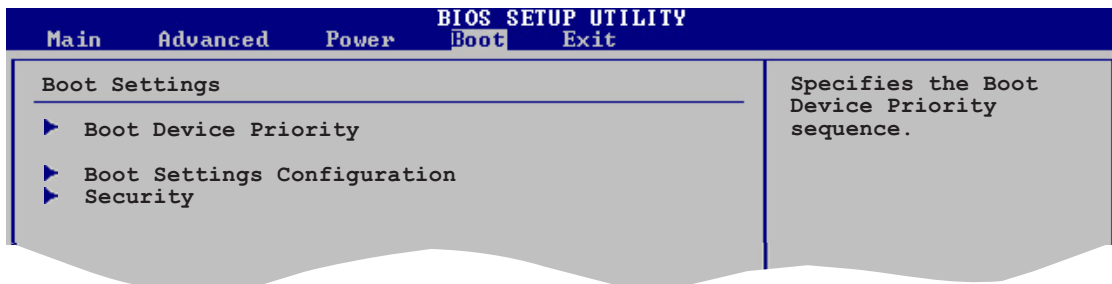 BIOS SETUP UTILITY
Main Advanced Power Boot Exit
Boot Settings
Boot Device Priority
Boot Settings Configuration
Security
Specifies the Boot
Device Priority
sequence.